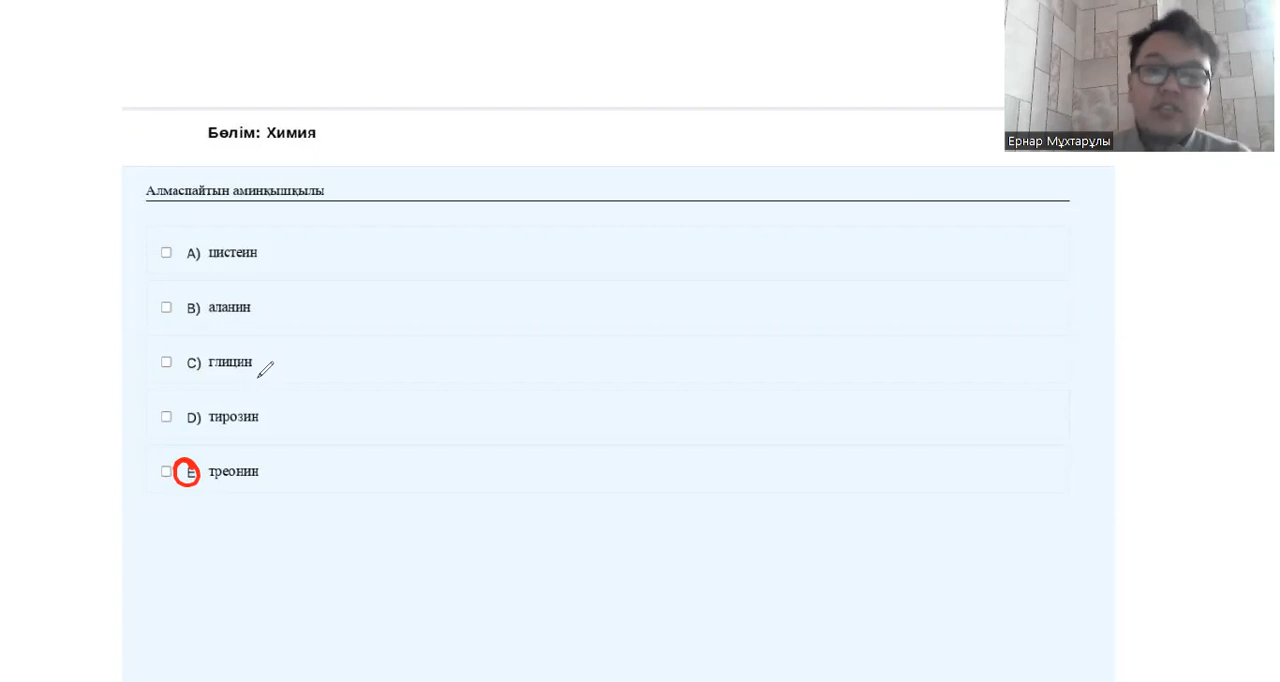 Ернар Мұхтарұлы
Бөлім: Химия
Алмаспайтын аминқышқылы
A) цистеин
B) аланин
C) глицин
D) тирозин
E треонин